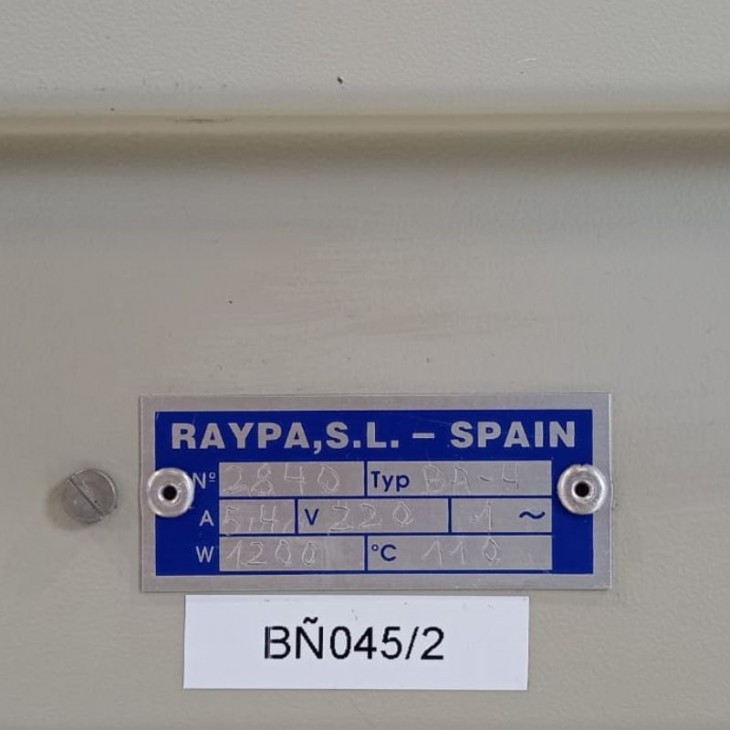 RAYPA,S.L. – SPAIN
Nº 2840 Typ BA-4
A 5,4 V 220 1 ~
W 1200 °C 110
BÑ045/2